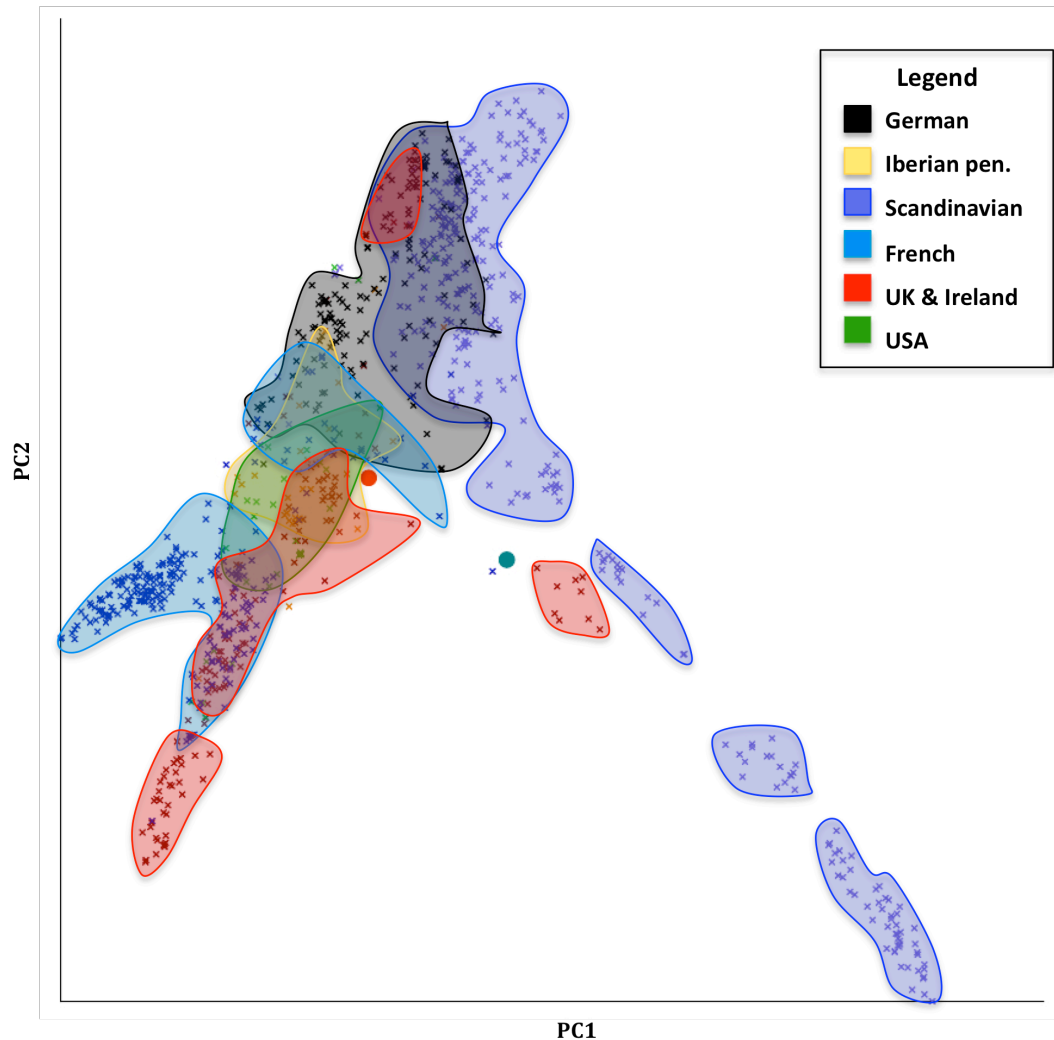 Legend
German
Iberian pen.
Scandinavian
French
UK & Ireland
USA
PC2
PC1